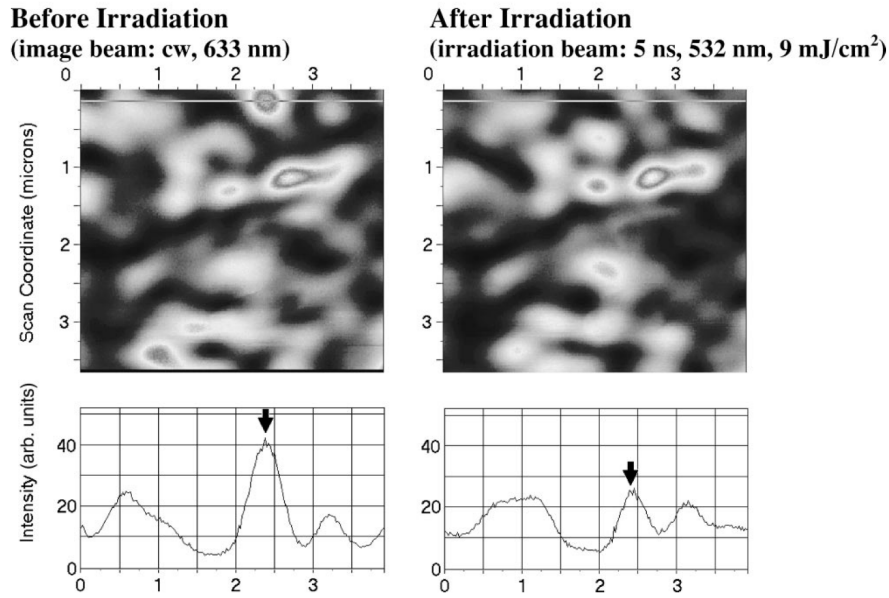 Before Irradiation
(image beam: cw, 633 nm)
After Irradiation
(irradiation beam: 5 ns, 532 nm, 9 mJ/cm²)
0 1 2 3
0 1 2 3
Scan Coordinate (microns)
1
2
3
1
2
3
Intensity (arb. units)
40
20
0
0 1 2 3
40
20
0
0 1 2 3